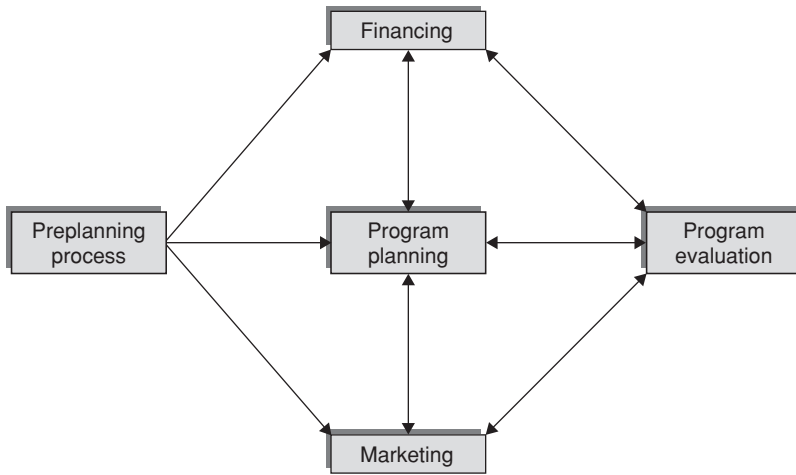 Financing
Preplanning
process
Program
planning
Program
evaluation
Marketing